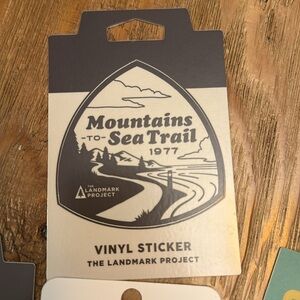 Mountains
-TO-
Sea Trail
1977
THE
LANDMARK
PROJECT
VINYL STICKER
THE LANDMARK PROJECT